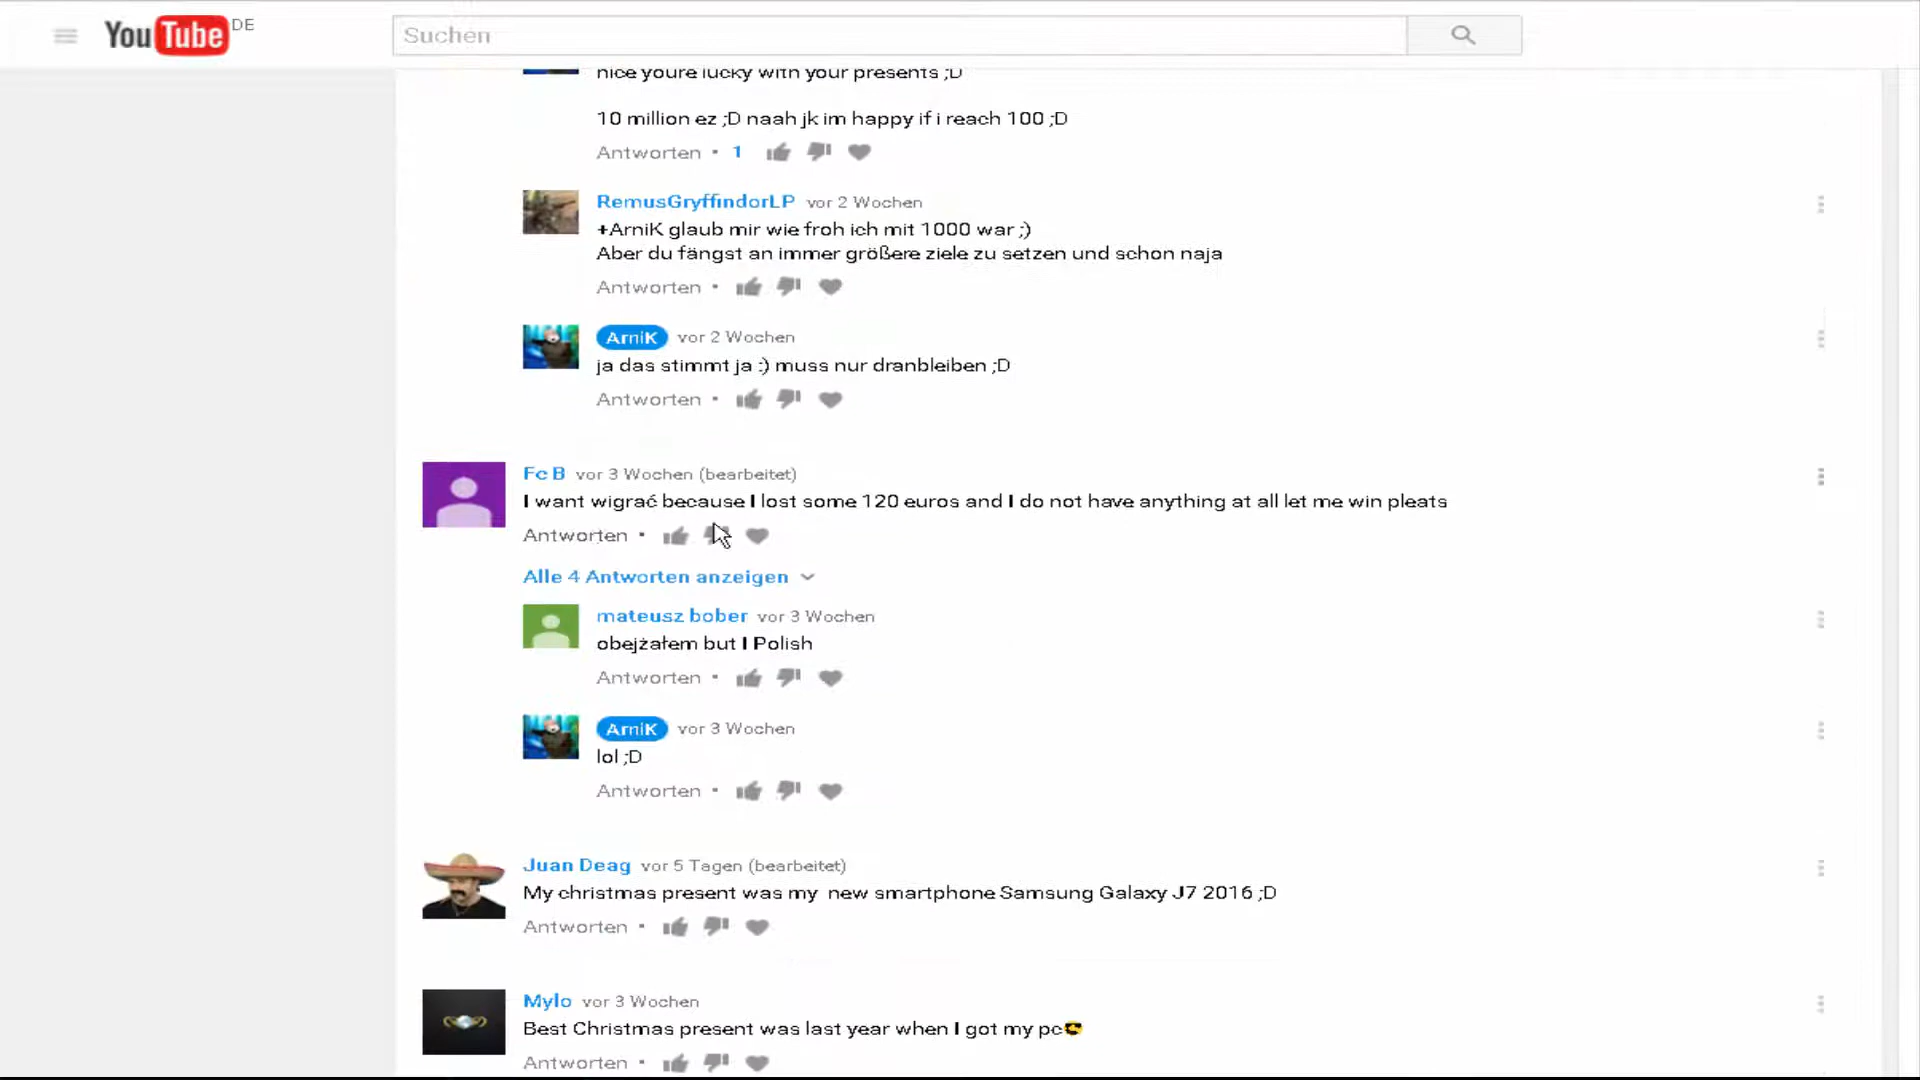 YouTube DE
Suchen
nice youre lucky with your presents ;D
10 million ez ;D naah jk im happy if i reach 100 ;D
Antworten • 1
RemusGryffindorLP vor 2 Wochen
+ArniK glaub mir wie froh ich mit 1000 war ;)
Aber du fängst an immer größere ziele zu setzen und schon naja
Antworten •
ArniK vor 2 Wochen
ja das stimmt ja :) muss nur dranbleiben ;D
Antworten •
Fc B vor 3 Wochen (bearbeitet)
I want wigrać because I lost some 120 euros and I do not have anything at all let me win pleats
Antworten •
Alle 4 Antworten anzeigen
mateusz bober vor 3 Wochen
obejżałem but I Polish
Antworten •
ArniK vor 3 Wochen
lol ;D
Antworten •
Juan Deag vor 5 Tagen (bearbeitet)
My christmas present was my new smartphone Samsung Galaxy J7 2016 ;D
Antworten •
Mylo vor 3 Wochen
Best Christmas present was last year when I got my pc😎
Antworten •